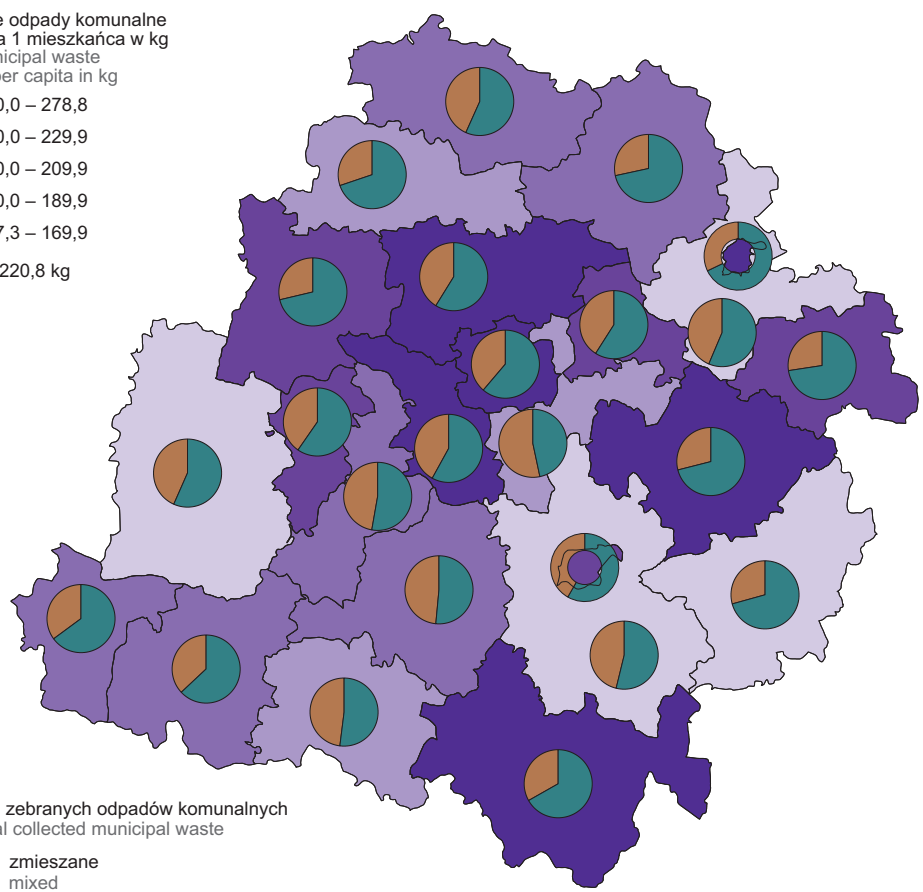 e odpady komunalne
a 1 mieszkańca w kg
nicipal waste
per capita in kg
0,0 – 278,8
0,0 – 229,9
0,0 – 209,9
0,0 – 189,9
7,3 – 169,9
220,8 kg
zebranych odpadów komunalnych
al collected municipal waste
zmieszane
mixed